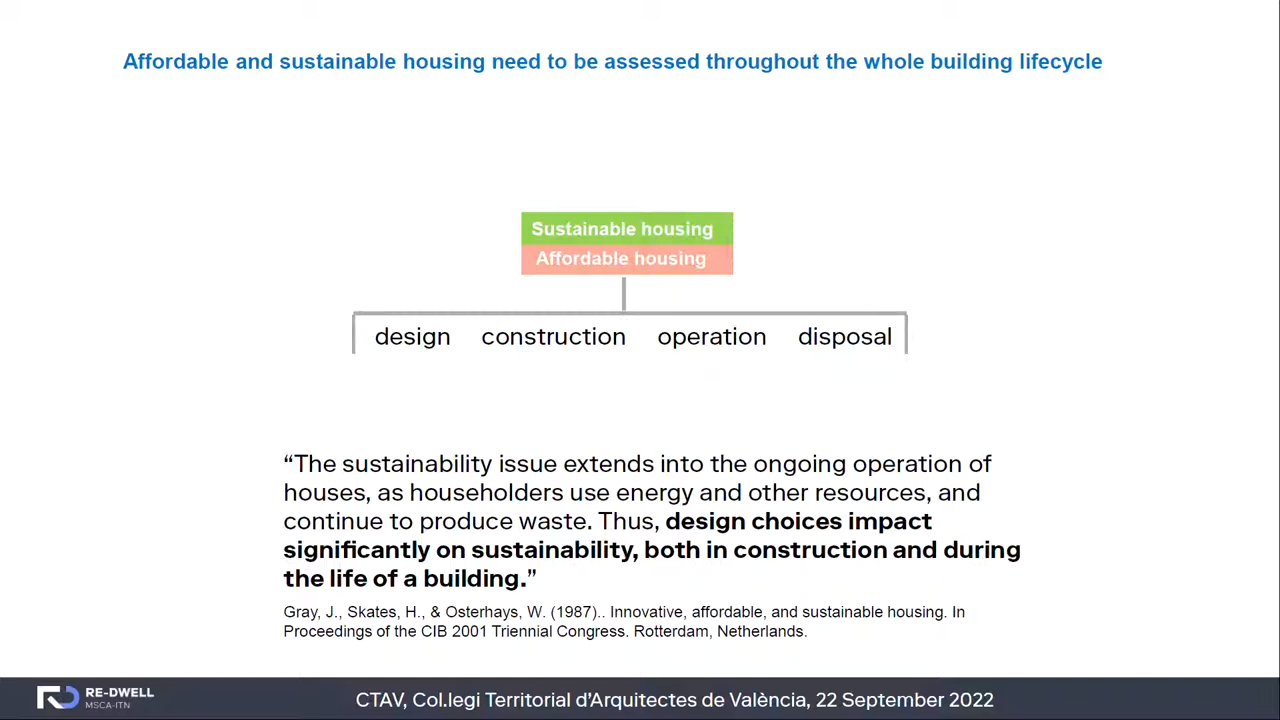 Affordable and sustainable housing need to be assessed throughout the whole building lifecycle
Sustainable housing
Affordable housing
design construction operation disposal
“The sustainability issue extends into the ongoing operation of
houses, as householders use energy and other resources, and
continue to produce waste. Thus, design choices impact
significantly on sustainability, both in construction and during
the life of a building.”
Gray, J., Skates, H., & Osterhays, W. (1987).. Innovative, affordable, and sustainable housing. In
Proceedings of the CIB 2001 Triennial Congress. Rotterdam, Netherlands.
RE-DWELL
MSCA-ITN
CTAV, Col.legi Territorial d’Arquitectes de València, 22 September 2022